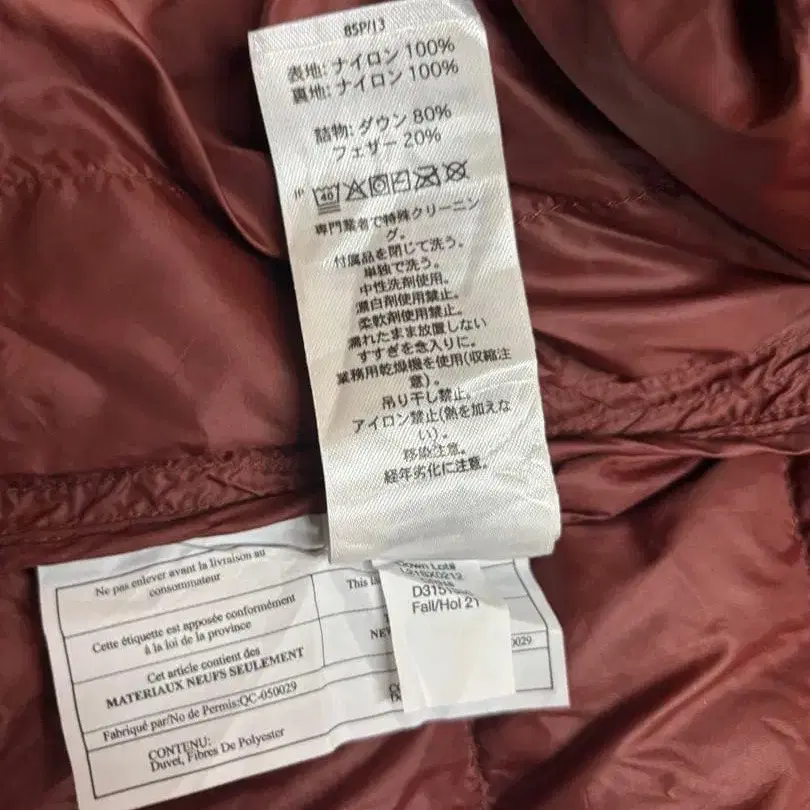 85P/13
表地: ナイロン 100%
裏地: ナイロン 100%
詰物: ダウン 80%
フェザー 20%
40
専門業者で特殊クリーニン
グ。
付属品を閉じて洗う。
単独で洗う。
中性洗剤使用。
漂白剤使用禁止。
柔軟剤使用禁止。
濡れたまま放置しない
すすぎを念入りに。
業務用乾燥機を使用(収縮注
意)。
吊り干し禁止。
アイロン禁止(熱を加えな
い)。
移染注意。
経年劣化に注意。
Ne pas enlever avant la livraison au
consommateur
Cette étiquette est apposée conformément
à la loi de la province
Cet article contient des
MATERIAUX NEUFS SEULEMENT
Fabriqué par/No de Permis:QC-050029
CONTENU:
Duvet, Fibres De Polyester
This
Down Lot#
Fall/Hol 21